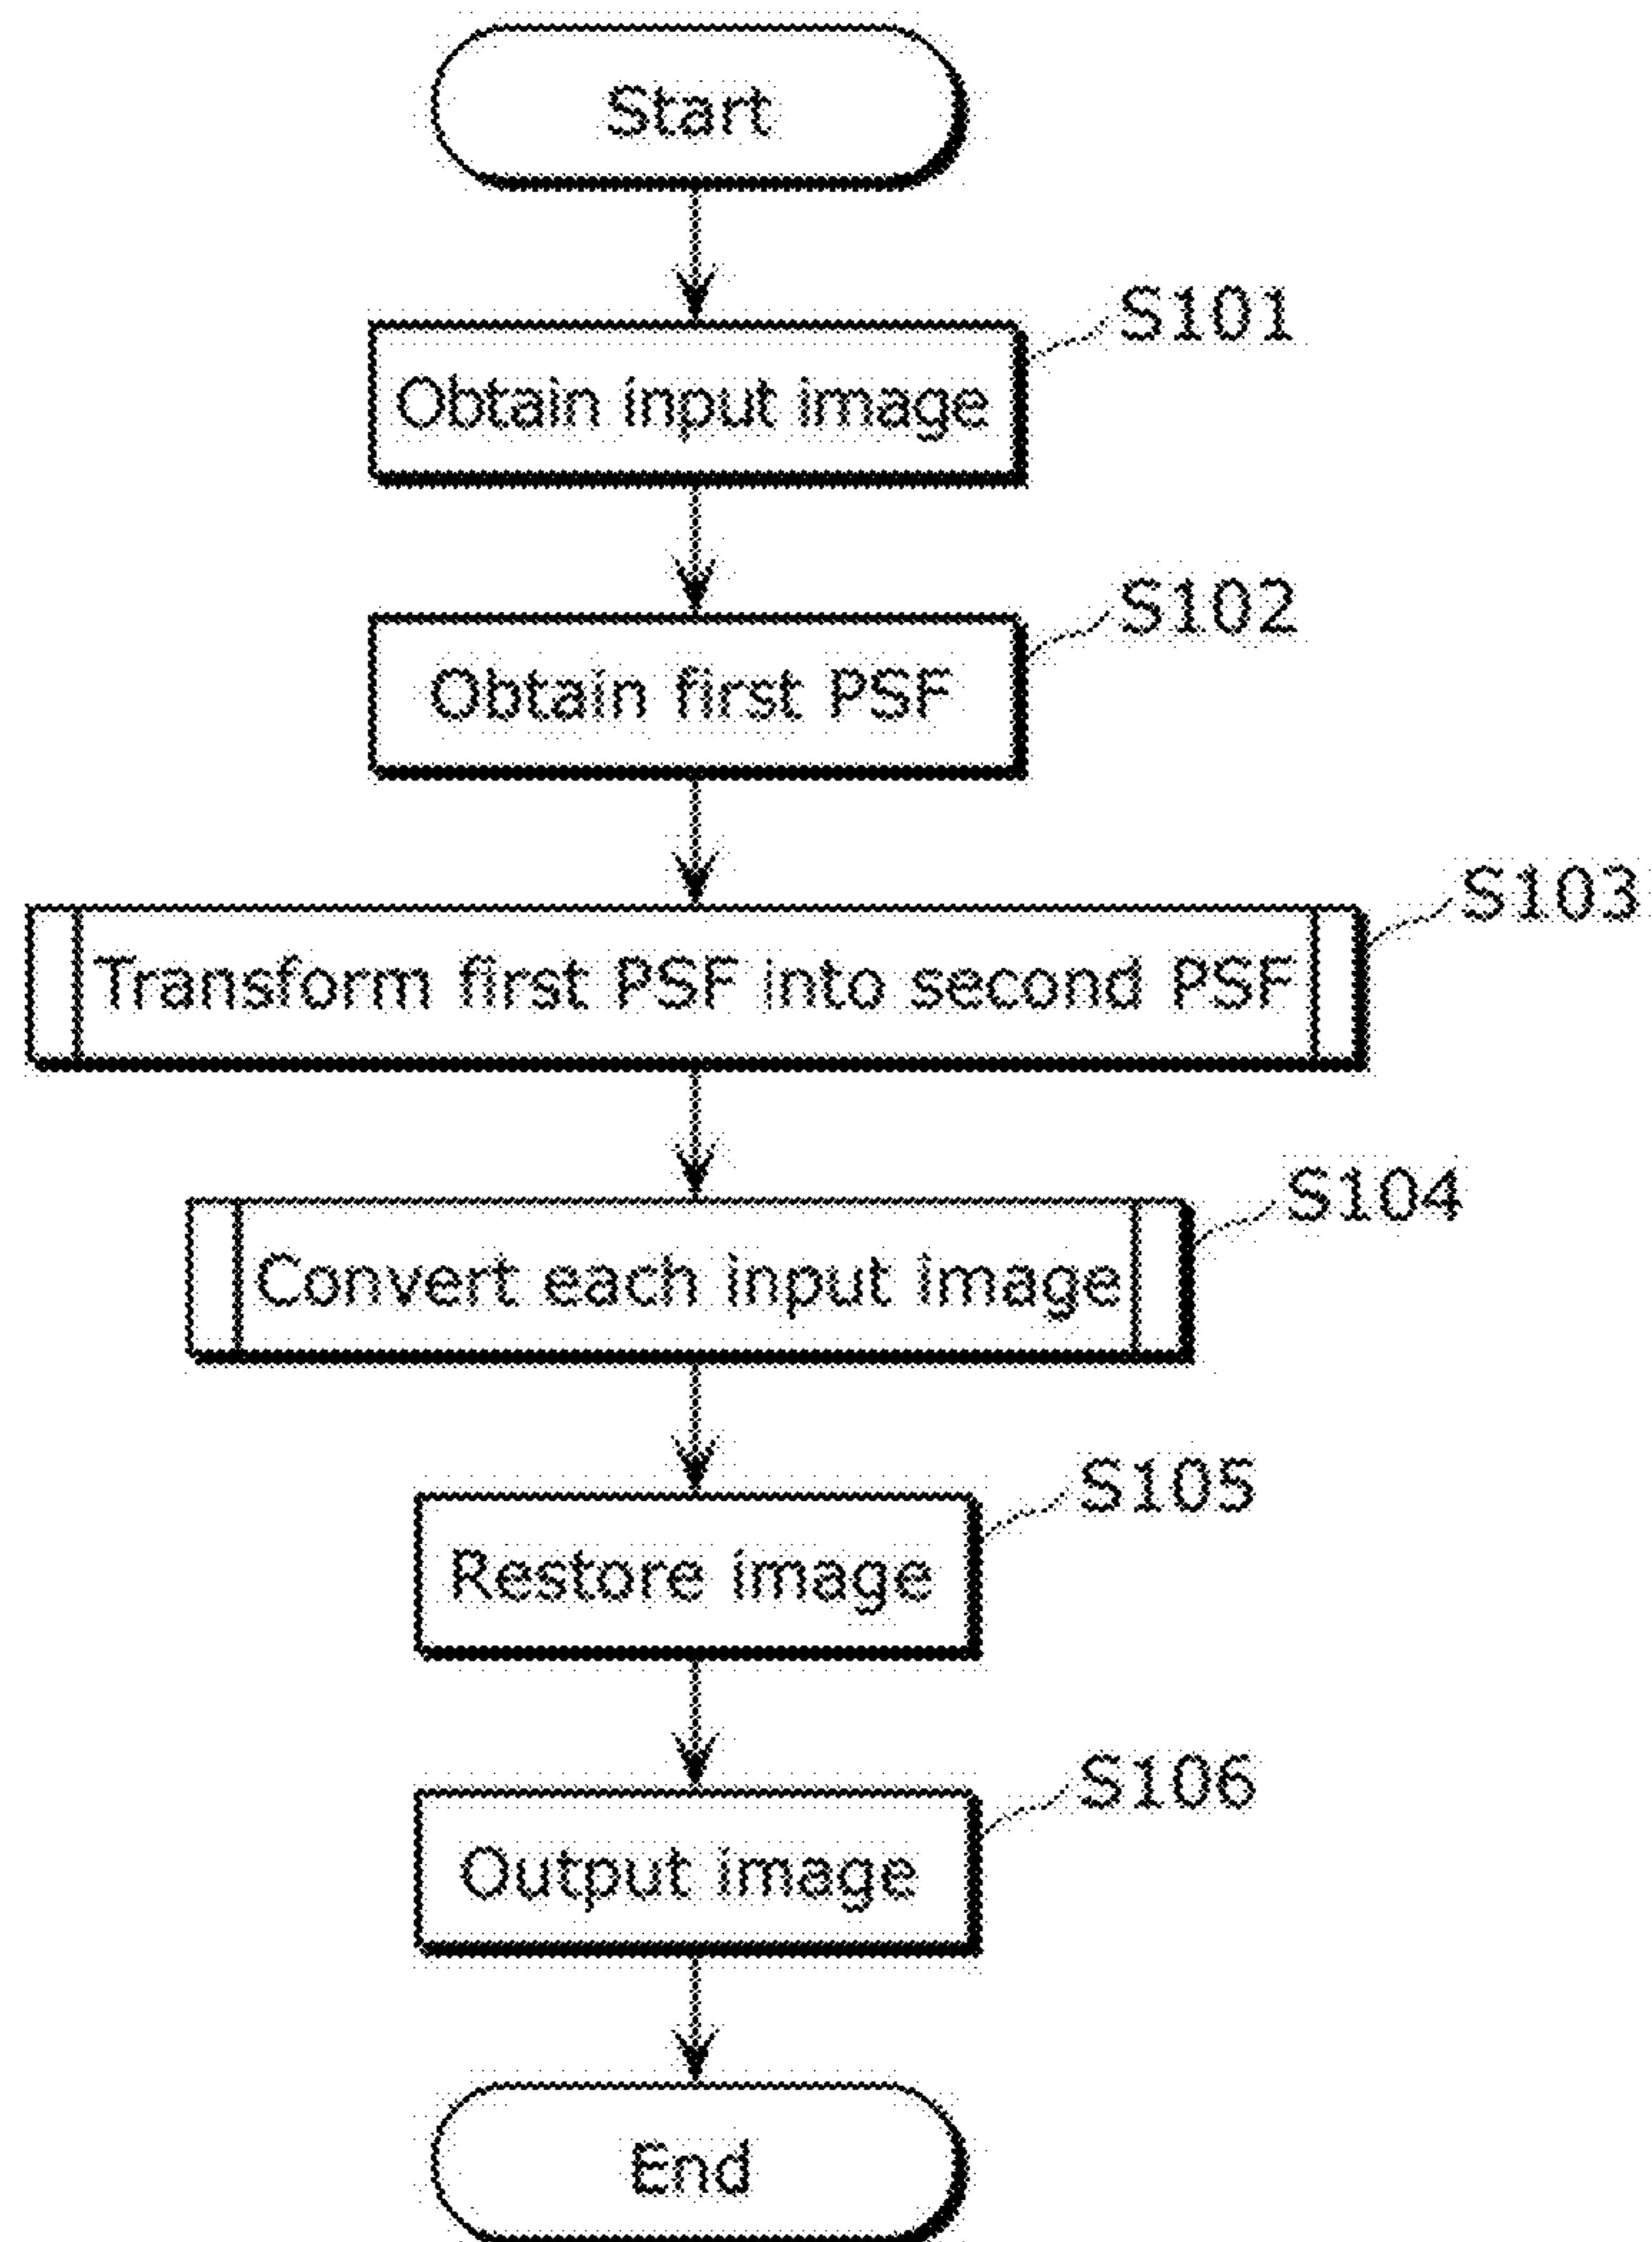 Start
S101
Obtain input image
S102
Obtain first PSF
S103
Transform first PSF into second PSF
S104
Convert each input image
S105
Restore image
S106
Output image
End